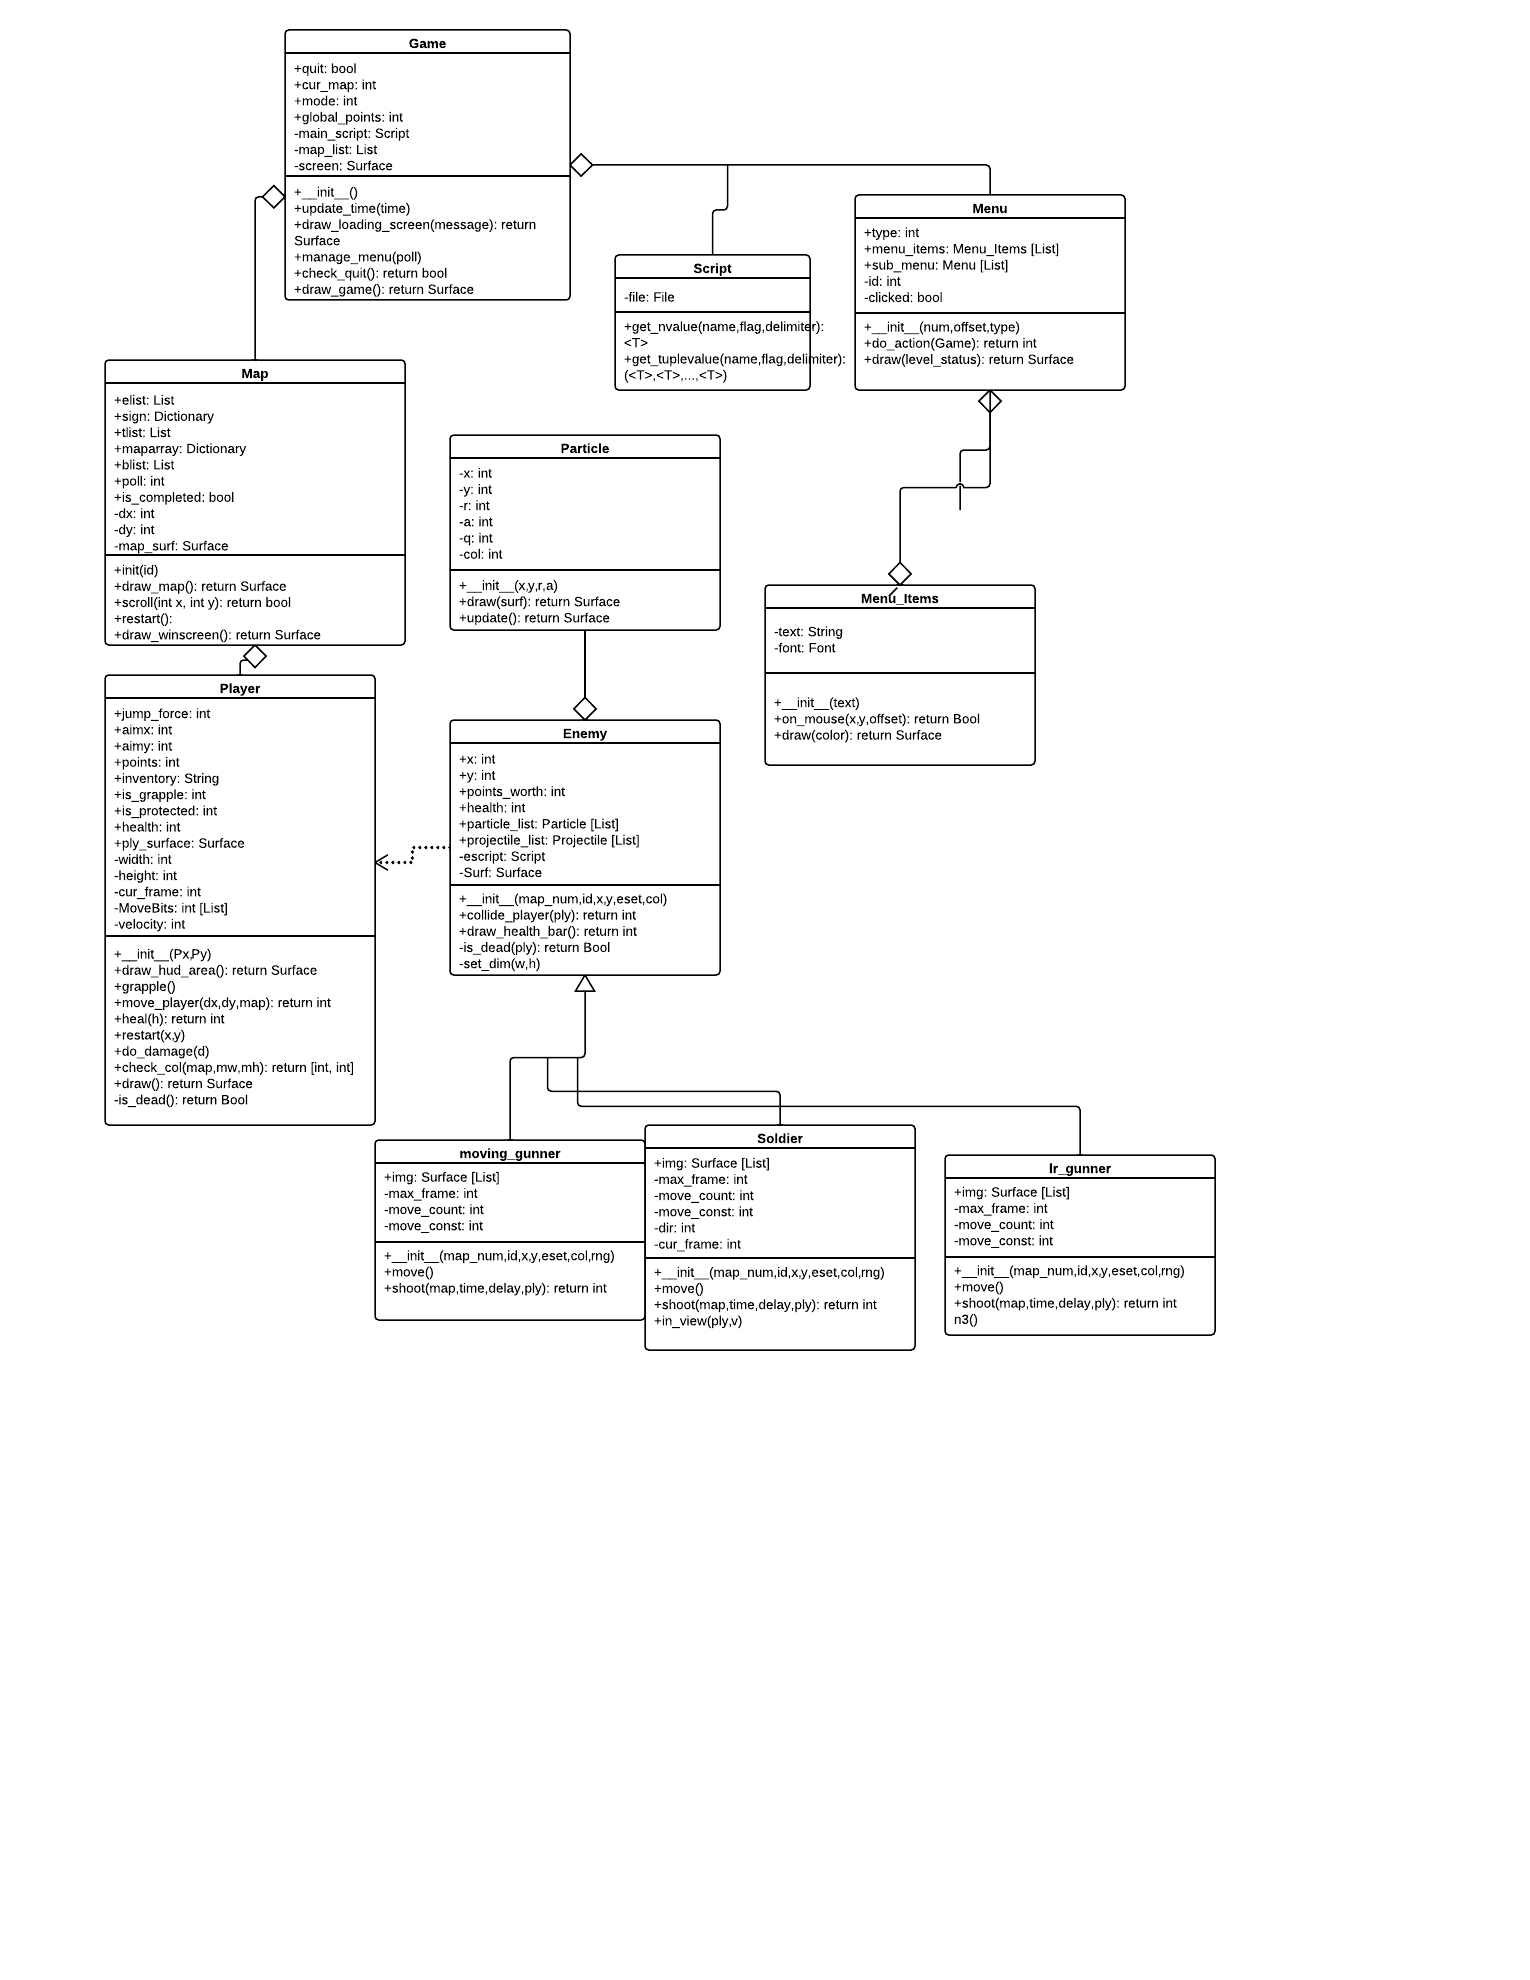 Game
+quit: bool
+cur_map: int
+mode: int
+global_points: int
-main_script: Script
-map_list: List
-screen: Surface
+__init__()
+update_time(time)
+draw_loading_screen(message): return
Surface
+manage_menu(poll)
+check_quit(): return bool
+draw_game(): return Surface
Script
-file: File
+get_nvalue(name,flag,delimiter):
<T>
+get_tuplevalue(name,flag,delimiter):
(<T>,<T>,...,<T>)
Menu
+type: int
+menu_items: Menu_Items [List]
+sub_menu: Menu [List]
-id: int
-clicked: bool
+__init__(num,offset,type)
+do_action(Game): return int
+draw(level_status): return Surface
Map
+elist: List
+sign: Dictionary
+tlist: List
+maparray: Dictionary
+blist: List
+poll: int
+is_completed: bool
-dx: int
-dy: int
-map_surf: Surface
+init(id)
+draw_map(): return Surface
+scroll(int x, int y): return bool
+restart():
+draw_winscreen(): return Surface
Particle
-x: int
-y: int
-r: int
-a: int
-q: int
-col: int
+__init__(x,y,r,a)
+draw(surf): return Surface
+update(): return Surface
Menu_Items
-text: String
-font: Font
+__init__(text)
+on_mouse(x,y,offset): return Bool
+draw(color): return Surface
Player
+jump_force: int
+aimx: int
+aimy: int
+points: int
+inventory: String
+is_grapple: int
+is_protected: int
+health: int
+ply_surface: Surface
-width: int
-height: int
-cur_frame: int
-MoveBits: int [List]
-velocity: int
+__init__(Px,Py)
+draw_hud_area(): return Surface
+grapple()
+move_player(dx,dy,map): return int
+heal(h): return int
+restart(x,y)
+do_damage(d)
+check_col(map,mw,mh): return [int, int]
+draw(): return Surface
-is_dead(): return Bool
Enemy
+x: int
+y: int
+points_worth: int
+health: int
+particle_list: Particle [List]
+projectile_list: Projectile [List]
-escript: Script
-Surf: Surface
+__init__(map_num,id,x,y,eset,col)
+collide_player(ply): return int
+draw_health_bar(): return int
-is_dead(ply): return Bool
-set_dim(w,h)
moving_gunner
+img: Surface [List]
-max_frame: int
-move_count: int
-move_const: int
+__init__(map_num,id,x,y,eset,col,rng)
+move()
+shoot(map,time,delay,ply): return int
Soldier
+img: Surface [List]
-max_frame: int
-move_count: int
-move_const: int
-dir: int
-cur_frame: int
+__init__(map_num,id,x,y,eset,col,rng)
+move()
+shoot(map,time,delay,ply): return int
+in_view(ply,v)
lr_gunner
+img: Surface [List]
-max_frame: int
-move_count: int
-move_const: int
+__init__(map_num,id,x,y,eset,col,rng)
+move()
+shoot(map,time,delay,ply): return int
n3()